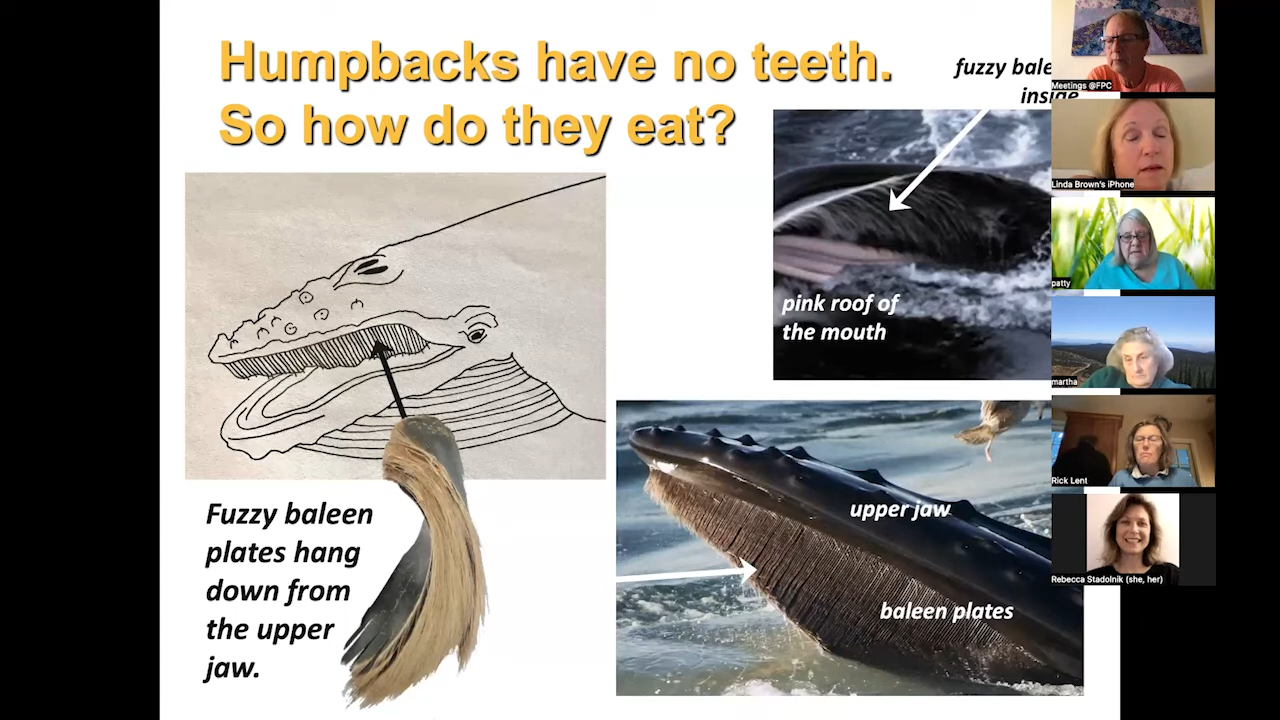 Humpbacks have no teeth.
So how do they eat?
fuzzy
inside
pink roof of
the mouth
upper jaw
baleen plates
Fuzzy baleen
plates hang
down from
the upper
jaw.
Meetings @FPC
Linda Brown's iPhone
patty
martha
Rick Lent
Rebecca Stadolnik (she, her)